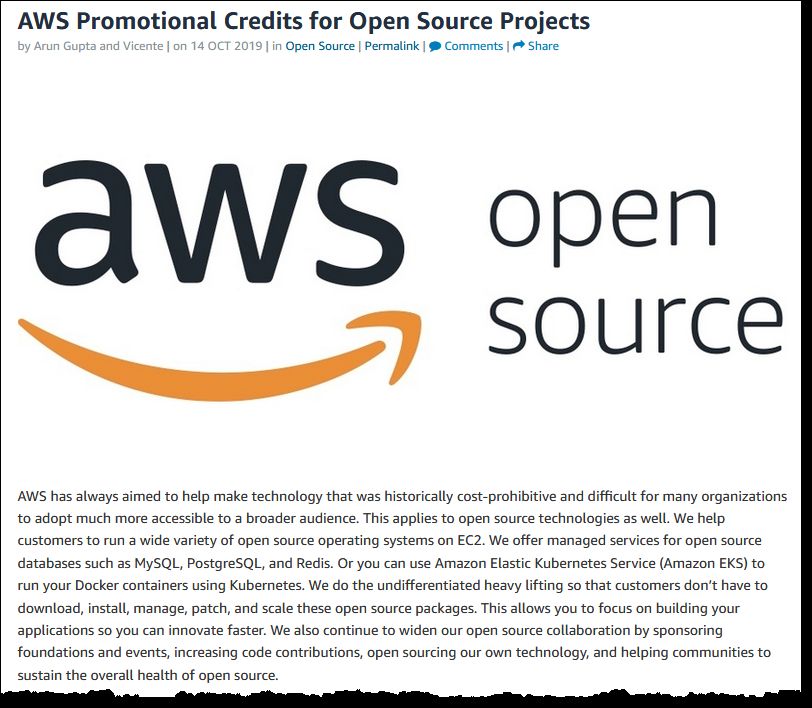 AWS Promotional Credits for Open Source Projects
by Arun Gupta and Vicente | on 14 OCT 2019 | in Open Source | Permalink | Comments | Share
aws
open
source
AWS has always aimed to help make technology that was historically cost-prohibitive and difficult for many organizations
to adopt much more accessible to a broader audience. This applies to open source technologies as well. We help
customers to run a wide variety of open source operating systems on EC2. We offer managed services for open source
databases such as MySQL, PostgreSQL, and Redis. Or you can use Amazon Elastic Kubernetes Service (Amazon EKS) to
run your Docker containers using Kubernetes. We do the undifferentiated heavy lifting so that customers don’t have to
download, install, manage, patch, and scale these open source packages. This allows you to focus on building your
applications so you can innovate faster. We also continue to widen our open source collaboration by sponsoring
foundations and events, increasing code contributions, open sourcing our own technology, and helping communities to
sustain the overall health of open source.